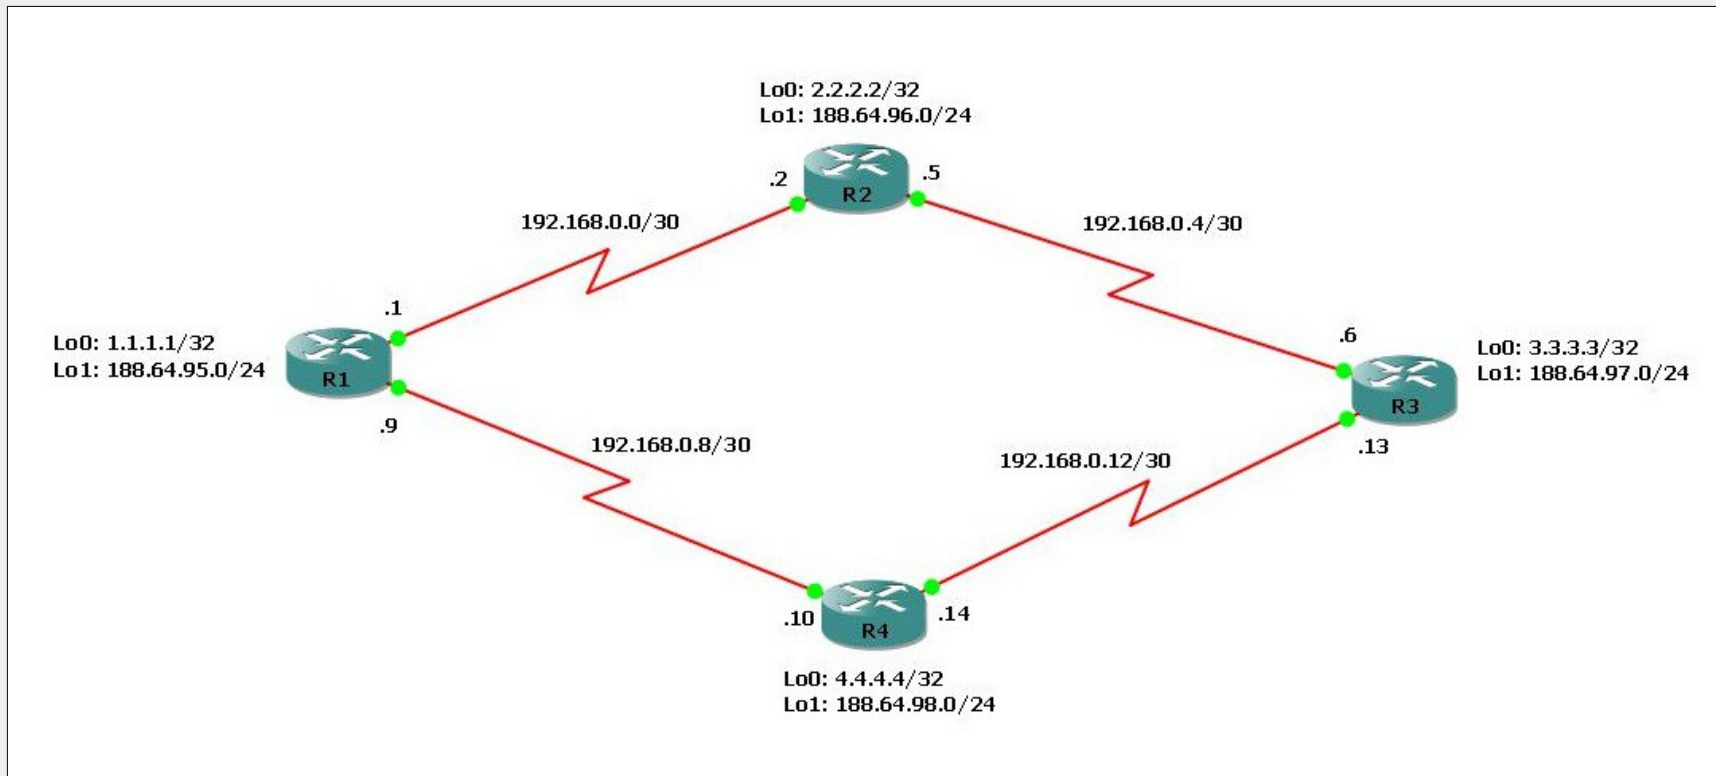 Lo0: 2.2.2.2/32
Lo1: 188.64.96.0/24
.2
.5
R2
192.168.0.0/30
192.168.0.4/30
.1
.6
Lo0: 1.1.1.1/32
Lo1: 188.64.95.0/24
R1
Lo0: 3.3.3.3/32
Lo1: 188.64.97.0/24
R3
.9
192.168.0.8/30
192.168.0.12/30
.13
.10
.14
R4
Lo0: 4.4.4.4/32
Lo1: 188.64.98.0/24